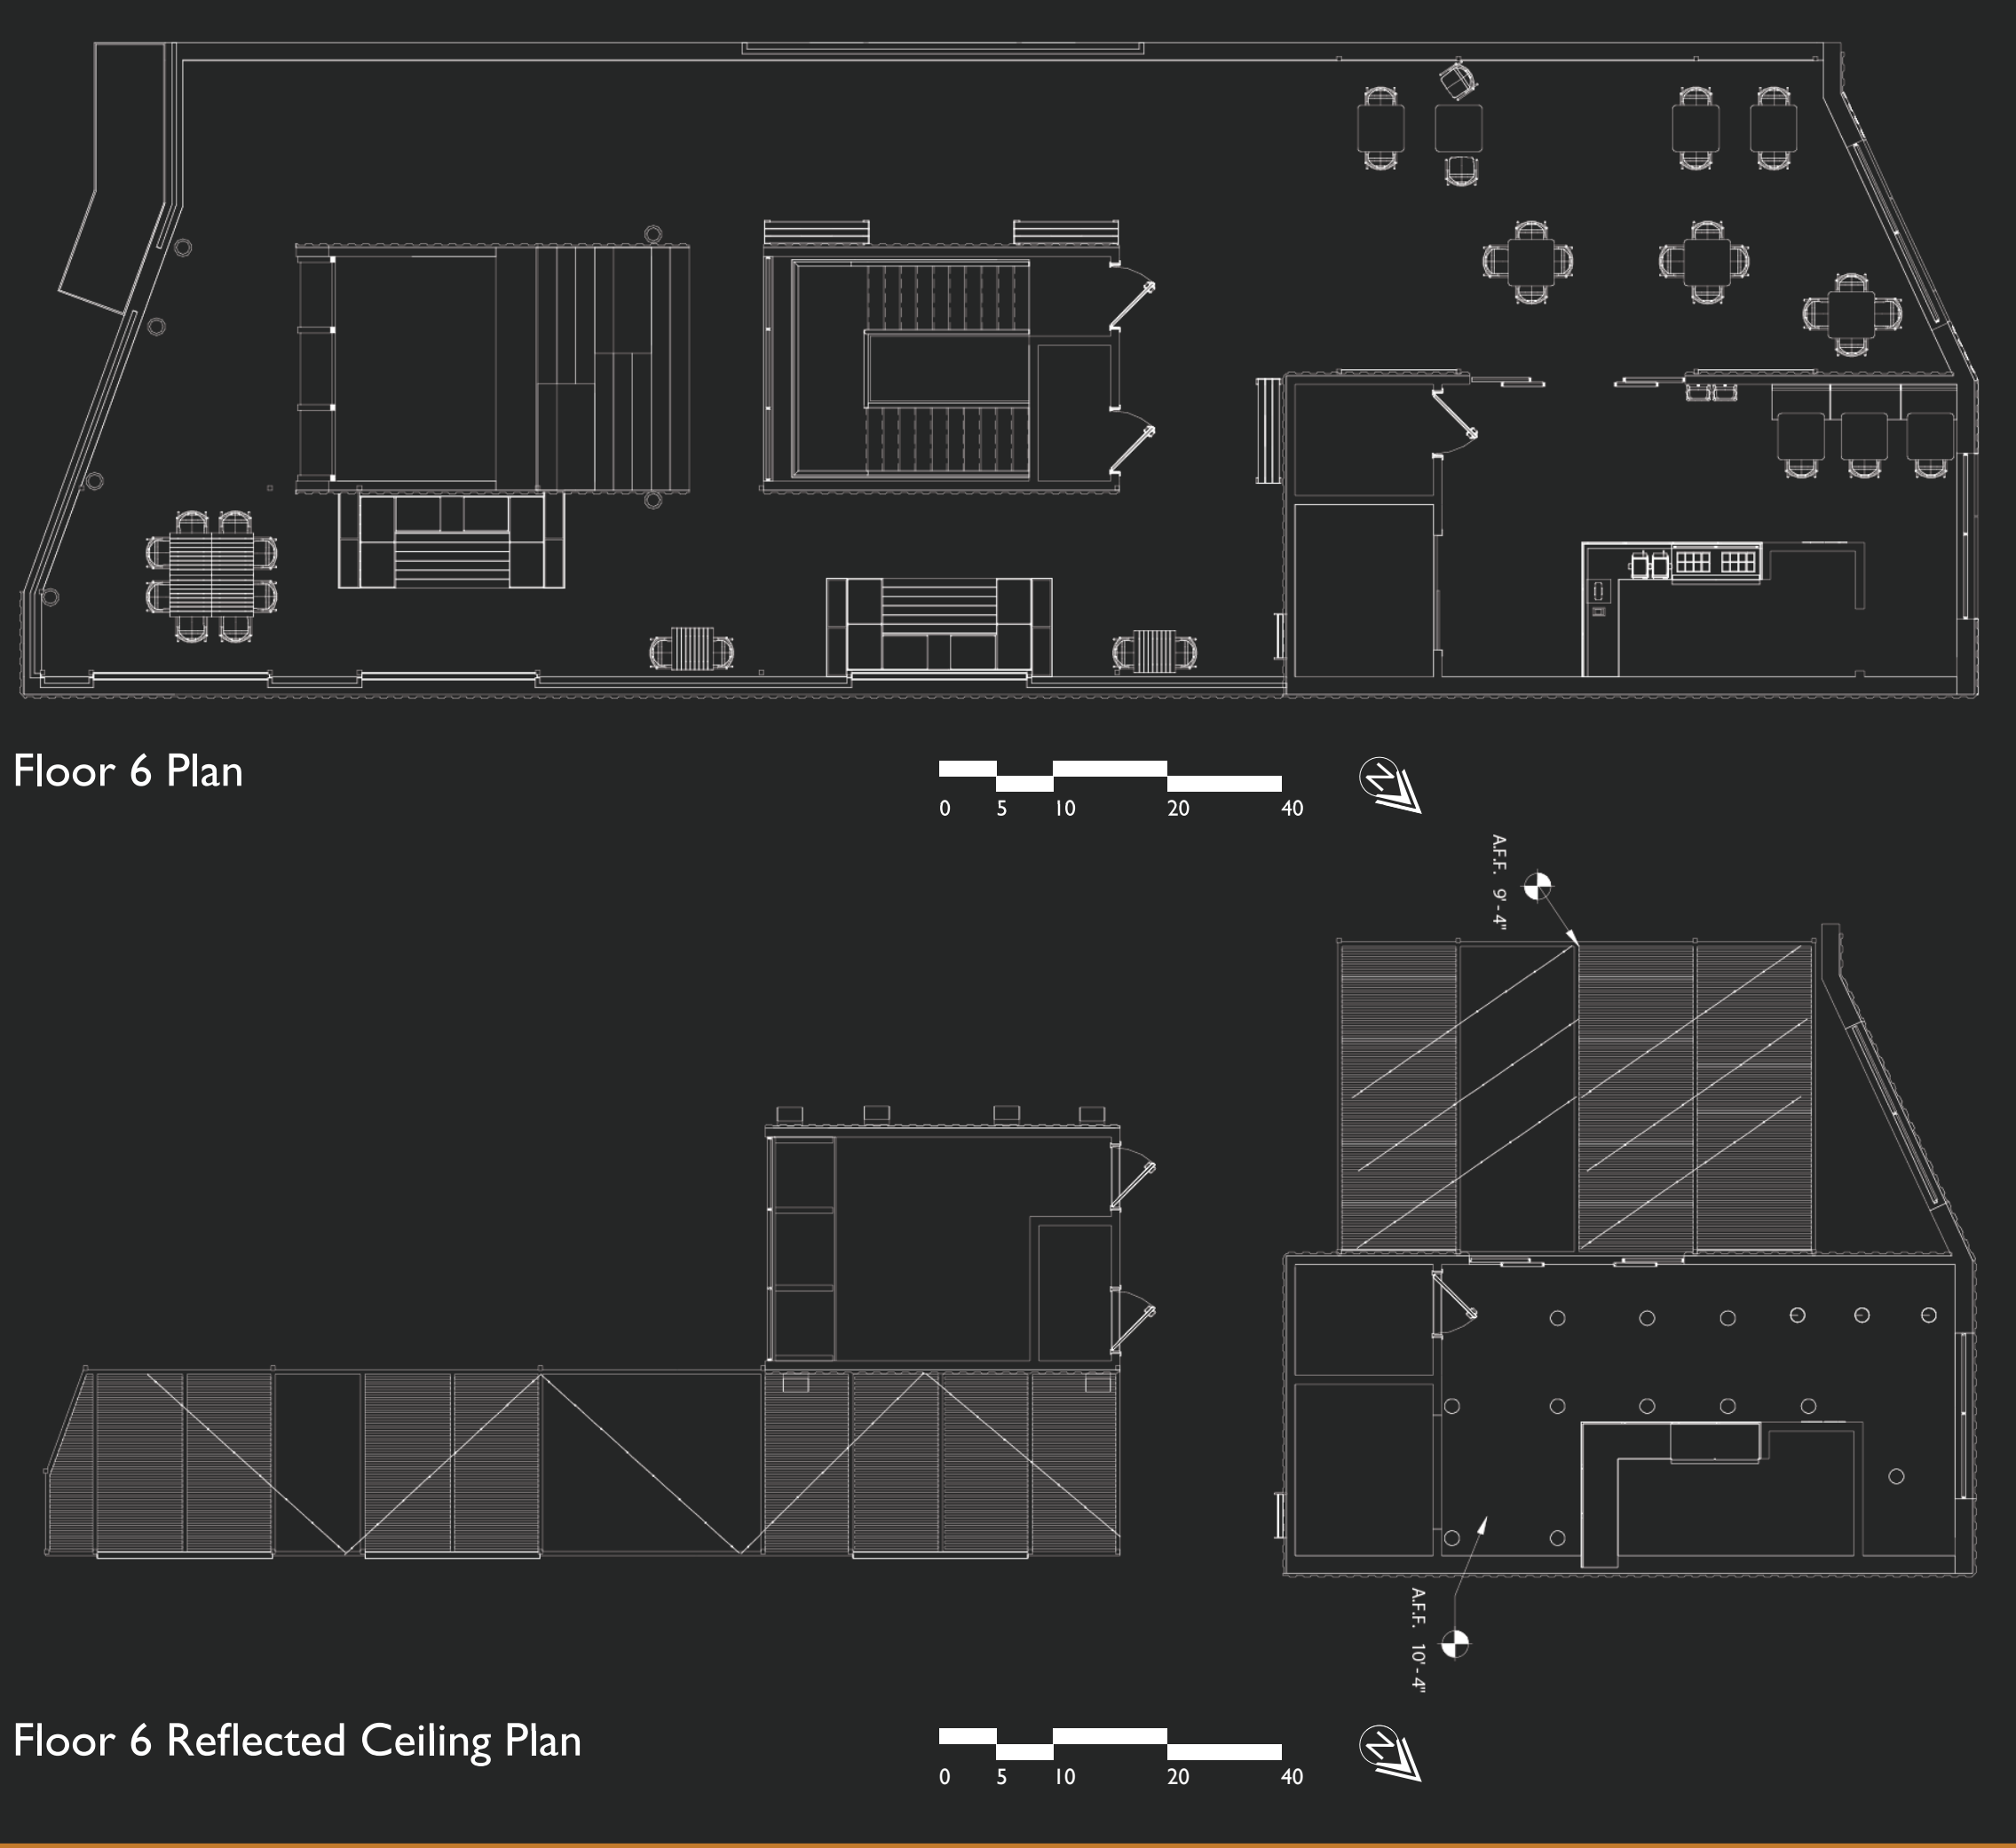 Floor 6 Plan
0 5 10 20 40
N
A.F.F. 9'-4"
A.F.F. 10'-4"
Floor 6 Reflected Ceiling Plan
0 5 10 20 40
N